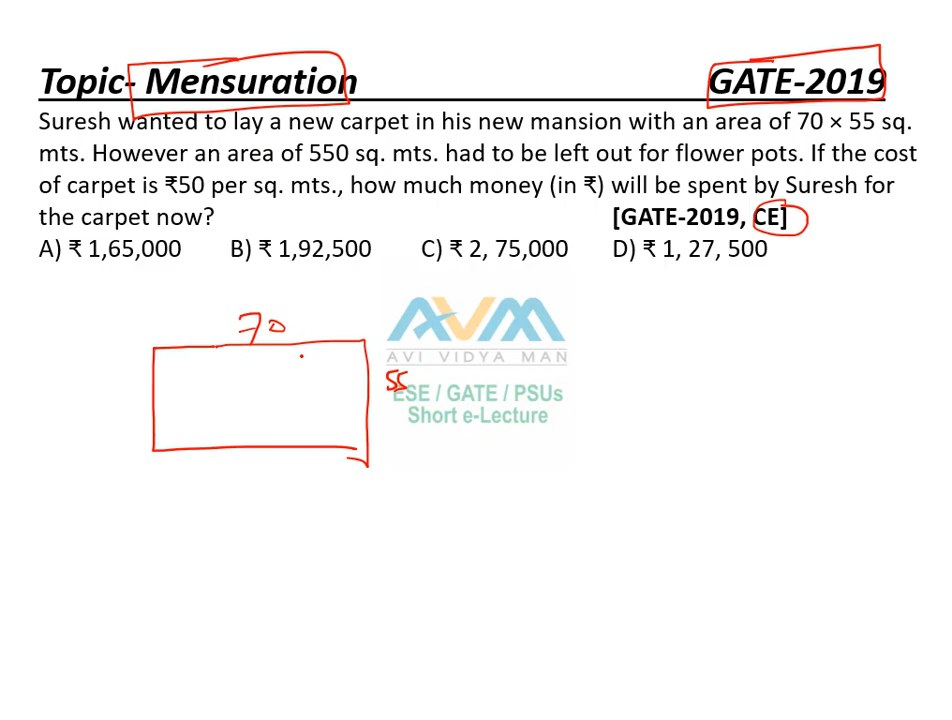 Topic- Mensuration GATE-2019
Suresh wanted to lay a new carpet in his new mansion with an area of 70 × 55 sq.
mts. However an area of 550 sq. mts. had to be left out for flower pots. If the cost
of carpet is ₹50 per sq. mts., how much money (in ₹) will be spent by Suresh for
the carpet now? [GATE-2019, CE]
A) ₹ 1,65,000 B) ₹ 1,92,500 C) ₹ 2, 75,000 D) ₹ 1, 27, 500
70
AVM
AVI VIDYA MAN
55
ESE / GATE / PSUs
Short e-Lecture